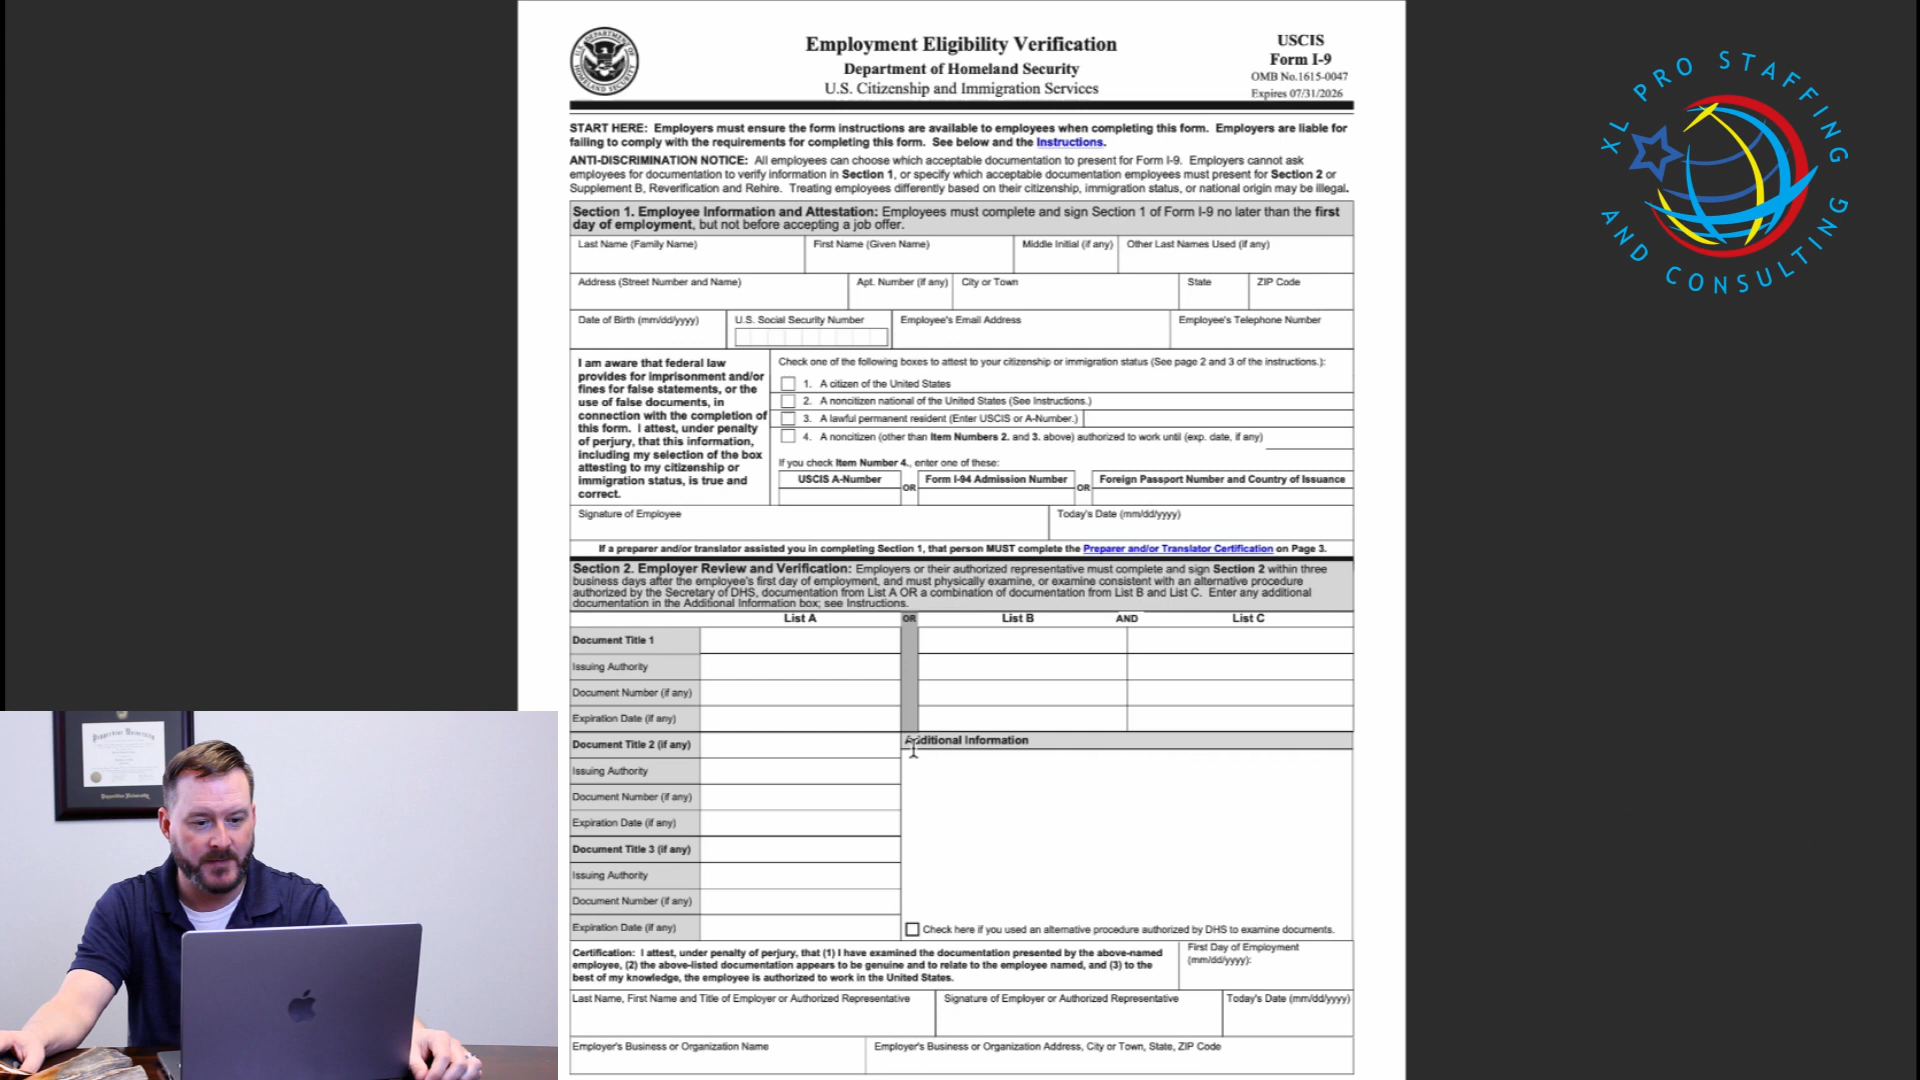 Employment Eligibility Verification
Department of Homeland Security
U.S. Citizenship and Immigration Services
USCIS
Form I-9
OMB No.1615-0047
Expires 07/31/2026
START HERE: Employers must ensure the form instructions are available to employees when completing this form. Employers are liable for
failing to comply with the requirements for completing this form. See below and the Instructions.
ANTI-DISCRIMINATION NOTICE: All employees can choose which acceptable documentation to present for Form I-9. Employers cannot ask
employees for documentation to verify information in Section 1, or specify which acceptable documentation employees must present for Section 2 or
Supplement B, Reverification and Rehire. Treating employees differently based on their citizenship, immigration status, or national origin may be illegal.
Section 1. Employee Information and Attestation: Employees must complete and sign Section 1 of Form I-9 no later than the first
day of employment, but not before accepting a job offer.
Last Name (Family Name)
First Name (Given Name)
Middle Initial (if any)
Other Last Names Used (if any)
Address (Street Number and Name)
Apt. Number (if any)
City or Town
State
ZIP Code
Date of Birth (mm/dd/yyyy)
U.S. Social Security Number
Employee's Email Address
Employee's Telephone Number
I am aware that federal law
provides for imprisonment and/or
fines for false statements, or the
use of false documents, in
connection with the completion of
this form. I attest, under penalty
of perjury, that this information,
including my selection of the box
attesting to my citizenship or
immigration status, is true and
correct.
Check one of the following boxes to attest to your citizenship or immigration status (See page 2 and 3 of the instructions.):
1. A citizen of the United States
2. A noncitizen national of the United States (See Instructions.)
3. A lawful permanent resident (Enter USCIS or A-Number.)
4. A noncitizen (other than Item Numbers 2. and 3. above) authorized to work until (exp. date, if any)
If you check Item Number 4., enter one of these:
USCIS A-Number
OR
Form I-94 Admission Number
OR
Foreign Passport Number and Country of Issuance
Signature of Employee
Today's Date (mm/dd/yyyy)
If a preparer and/or translator assisted you in completing Section 1, that person MUST complete the Preparer and/or Translator Certification on Page 3.
Section 2. Employer Review and Verification: Employers or their authorized representative must complete and sign Section 2 within three
business days after the employee's first day of employment, and must physically examine, or examine consistent with an alternative procedure
authorized by the Secretary of DHS, documentation from List A OR a combination of documentation from List B and List C. Enter any additional
documentation in the Additional Information box; see Instructions.
List A
OR
List B
AND
List C
Document Title 1
Issuing Authority
Document Number (if any)
Expiration Date (if any)
Document Title 2 (if any)
Additional Information
Issuing Authority
Document Number (if any)
Expiration Date (if any)
Document Title 3 (if any)
Issuing Authority
Document Number (if any)
Expiration Date (if any)
Check here if you used an alternative procedure authorized by DHS to examine documents.
Certification: I attest, under penalty of perjury, that (1) I have examined the documentation presented by the above-named
employee, (2) the above-listed documentation appears to be genuine and to relate to the employee named, and (3) to the
best of my knowledge, the employee is authorized to work in the United States.
First Day of Employment
(mm/dd/yyyy):
Last Name, First Name and Title of Employer or Authorized Representative
Signature of Employer or Authorized Representative
Today's Date (mm/dd/yyyy)
Employer's Business or Organization Name
Employer's Business or Organization Address, City or Town, State, ZIP Code
XL PRO STAFFING
AND CONSULTING
Pepperdine University